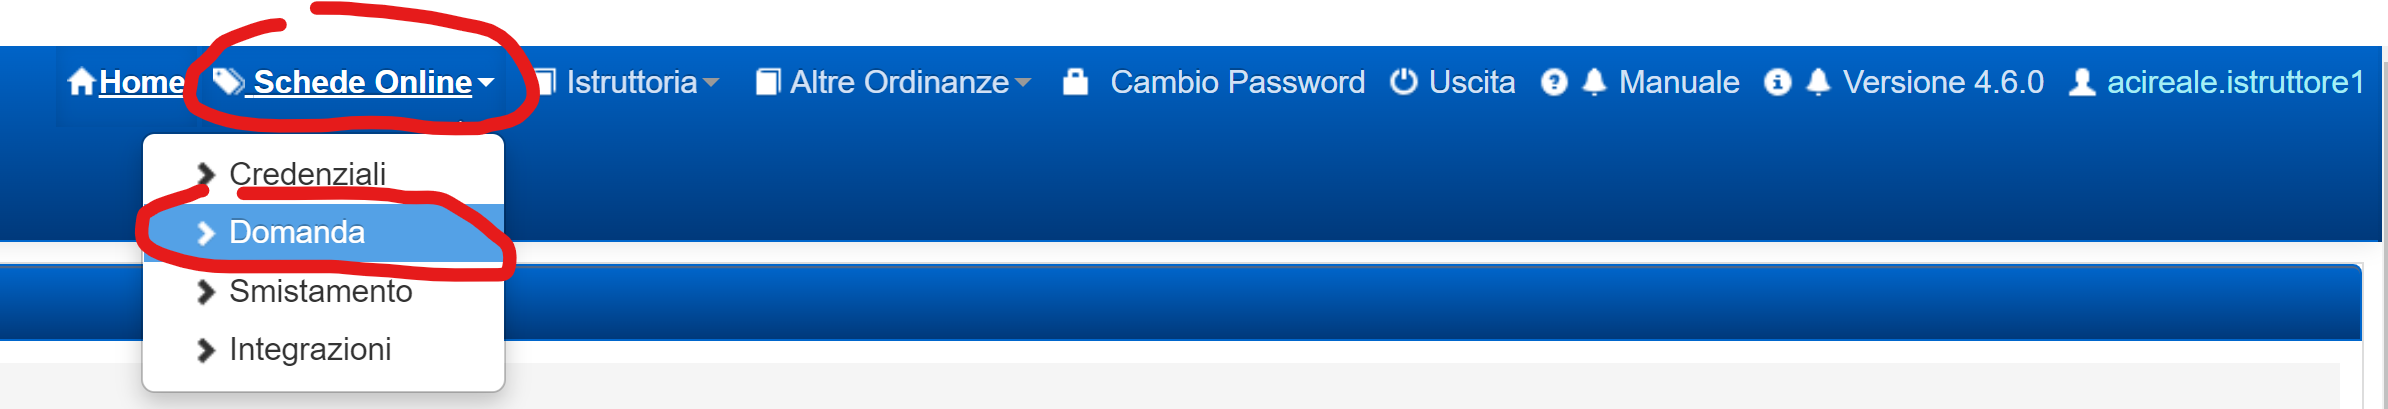 Home Schede Online Istruttoria Altre Ordinanze Cambio Password Uscita Manuale Versione 4.6.0 acireale.istruttore1
Credenziali
Domanda
Smistamento
Integrazioni